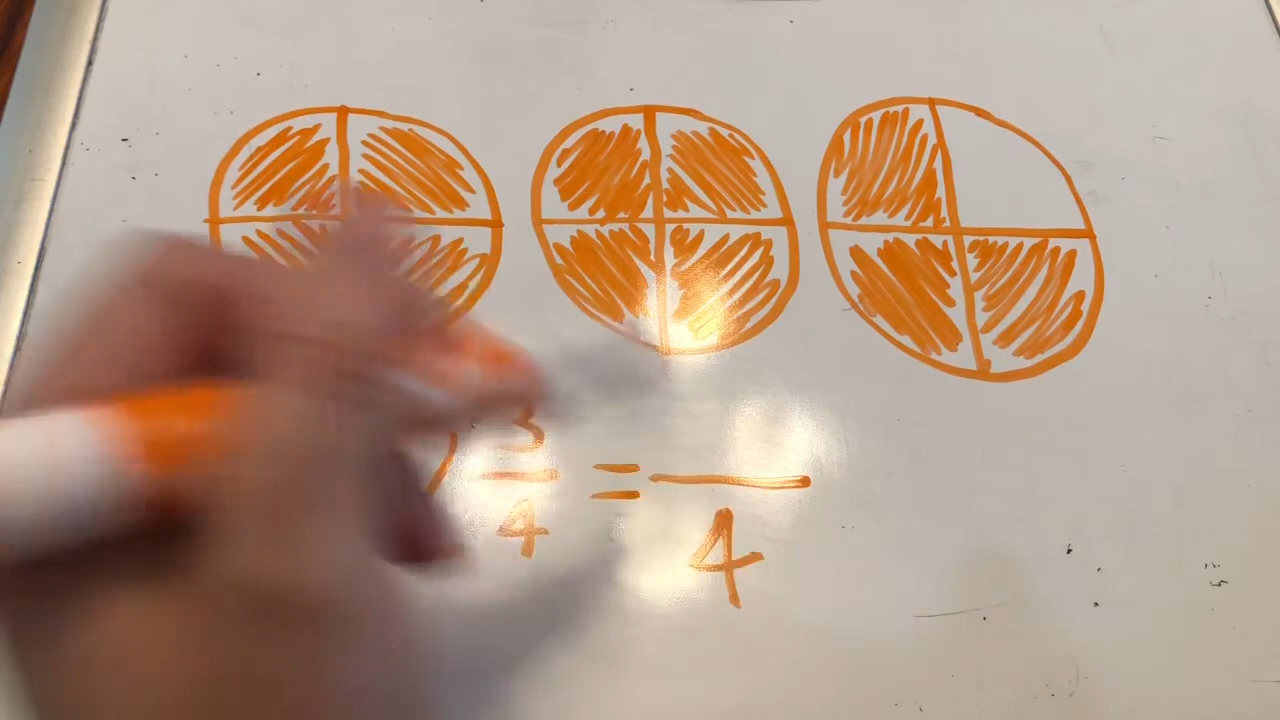 3/4 = —/4